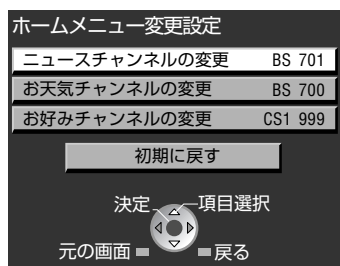 ホームメニュー変更設定
ニュースチャンネルの変更 BS 701
お天気チャンネルの変更 BS 700
お好みチャンネルの変更 CS1 999
初期に戻す
決定 項目選択
元の画面 戻る